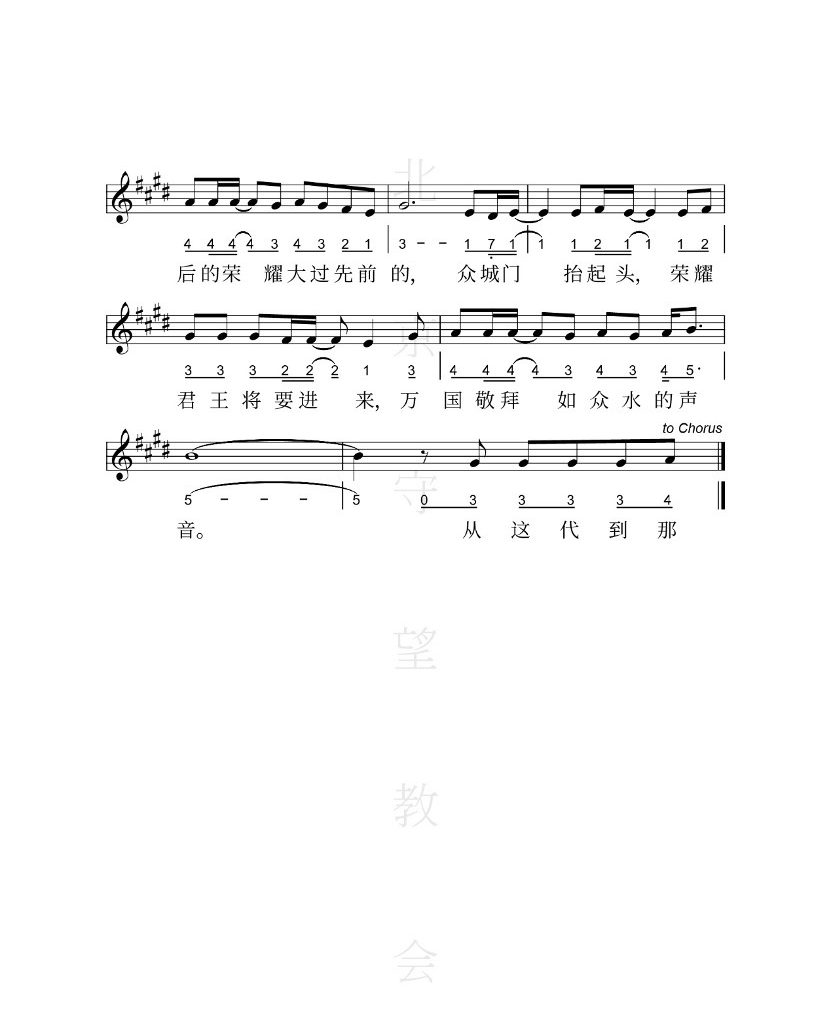 4 4 4 4 3 4 3 2 1 3 - - 1 7 1 1 1 2 1 1 1 2
后的荣 耀大过先前的, 众城门 抬起头, 荣耀
3 3 3 2 2 2 1 3 4 4 4 4 3 4 3 4 5·
君王将要进 来, 万国敬拜 如众水的声
to Chorus
5 - - - 5 0 3 3 3 3 4
音。 从这代到那
北京守望教会